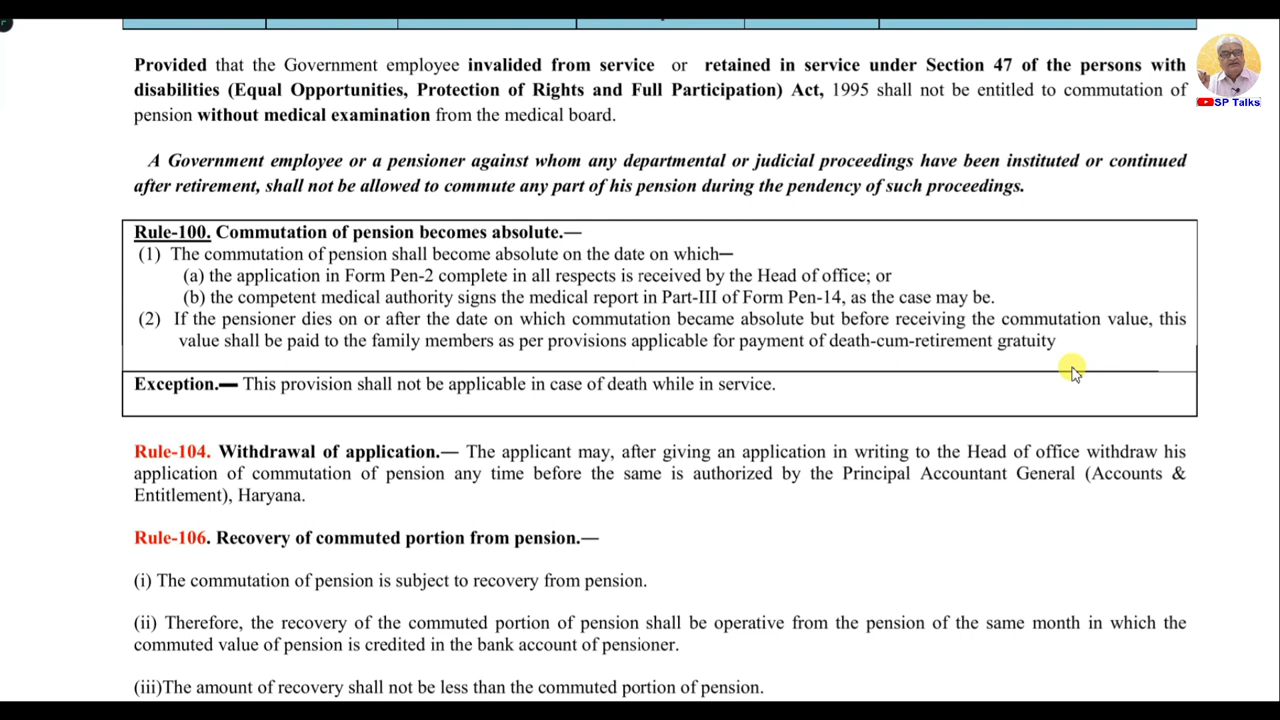 Provided that the Government employee invalided from service or retained in service under Section 47 of the persons with
disabilities (Equal Opportunities, Protection of Rights and Full Participation) Act, 1995 shall not be entitled to commutation of
pension without medical examination from the medical board.
SP Talks
A Government employee or a pensioner against whom any departmental or judicial proceedings have been instituted or continued
after retirement, shall not be allowed to commute any part of his pension during the pendency of such proceedings.
Rule-100. Commutation of pension becomes absolute.—
(1) The commutation of pension shall become absolute on the date on which—
(a) the application in Form Pen-2 complete in all respects is received by the Head of office; or
(b) the competent medical authority signs the medical report in Part-III of Form Pen-14, as the case may be.
(2) If the pensioner dies on or after the date on which commutation became absolute but before receiving the commutation value, this
value shall be paid to the family members as per provisions applicable for payment of death-cum-retirement gratuity
Exception.— This provision shall not be applicable in case of death while in service.
Rule-104. Withdrawal of application.— The applicant may, after giving an application in writing to the Head of office withdraw his
application of commutation of pension any time before the same is authorized by the Principal Accountant General (Accounts &
Entitlement), Haryana.
Rule-106. Recovery of commuted portion from pension.—
(i) The commutation of pension is subject to recovery from pension.
(ii) Therefore, the recovery of the commuted portion of pension shall be operative from the pension of the same month in which the
commuted value of pension is credited in the bank account of pensioner.
(iii)The amount of recovery shall not be less than the commuted portion of pension.